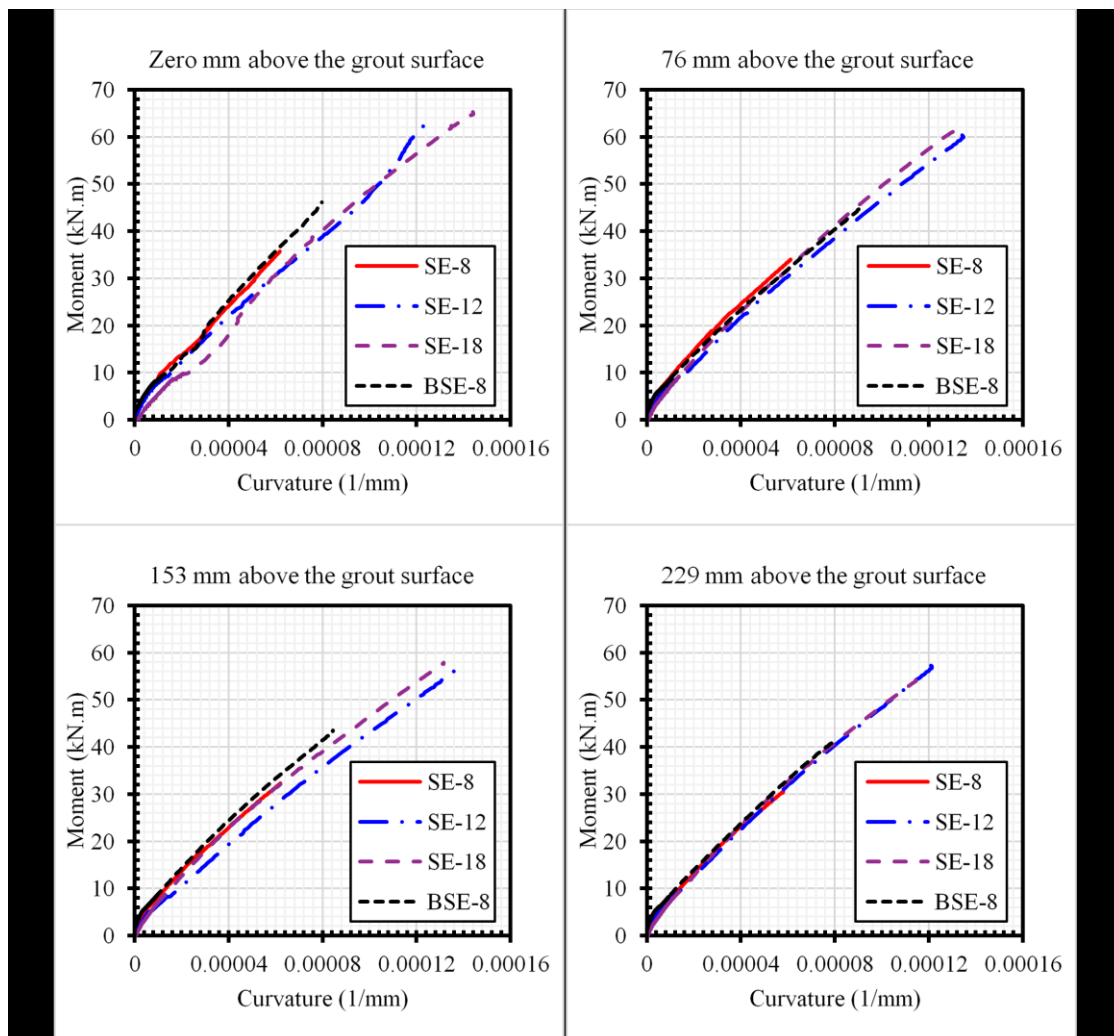 Zero mm above the grout surface
70
60
50
40
30
20
10
0
Moment (kN.m)
SE-8
SE-12
SE-18
BSE-8
0 0.00004 0.00008 0.00012 0.00016
Curvature (1/mm)
76 mm above the grout surface
70
60
50
40
30
20
10
0
Moment (kN.m)
SE-8
SE-12
SE-18
BSE-8
0 0.00004 0.00008 0.00012 0.00016
Curvature (1/mm)
153 mm above the grout surface
70
60
50
40
30
20
10
0
Moment (kN.m)
SE-8
SE-12
SE-18
BSE-8
0 0.00004 0.00008 0.00012 0.00016
Curvature (1/mm)
229 mm above the grout surface
70
60
50
40
30
20
10
0
Moment (kN.m)
SE-8
SE-12
SE-18
BSE-8
0 0.00004 0.00008 0.00012 0.00016
Curvature (1/mm)